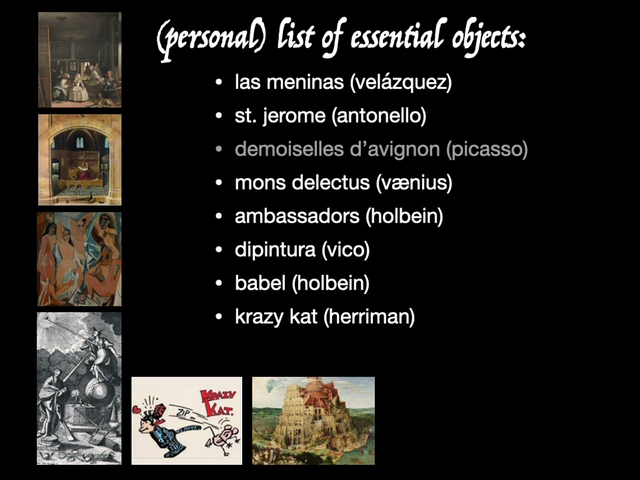 (personal) list of essential objects:
• las meninas (velázquez)
• st. jerome (antonello)
• demoiselles d’avignon (picasso)
• mons delectus (vænius)
• ambassadors (holbein)
• dipintura (vico)
• babel (holbein)
• krazy kat (herriman)
KRAZY
KAT.
ZIP